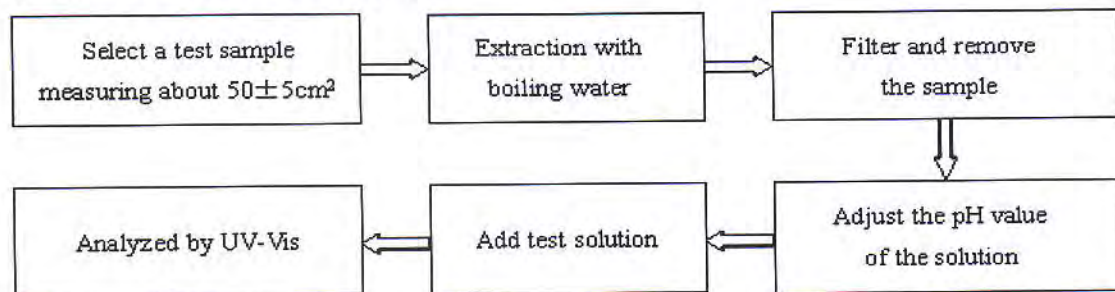 Select a test sample
measuring about 50±5cm²
Extraction with
boiling water
Filter and remove
the sample
Adjust the pH value
of the solution
Add test solution
Analyzed by UV-Vis